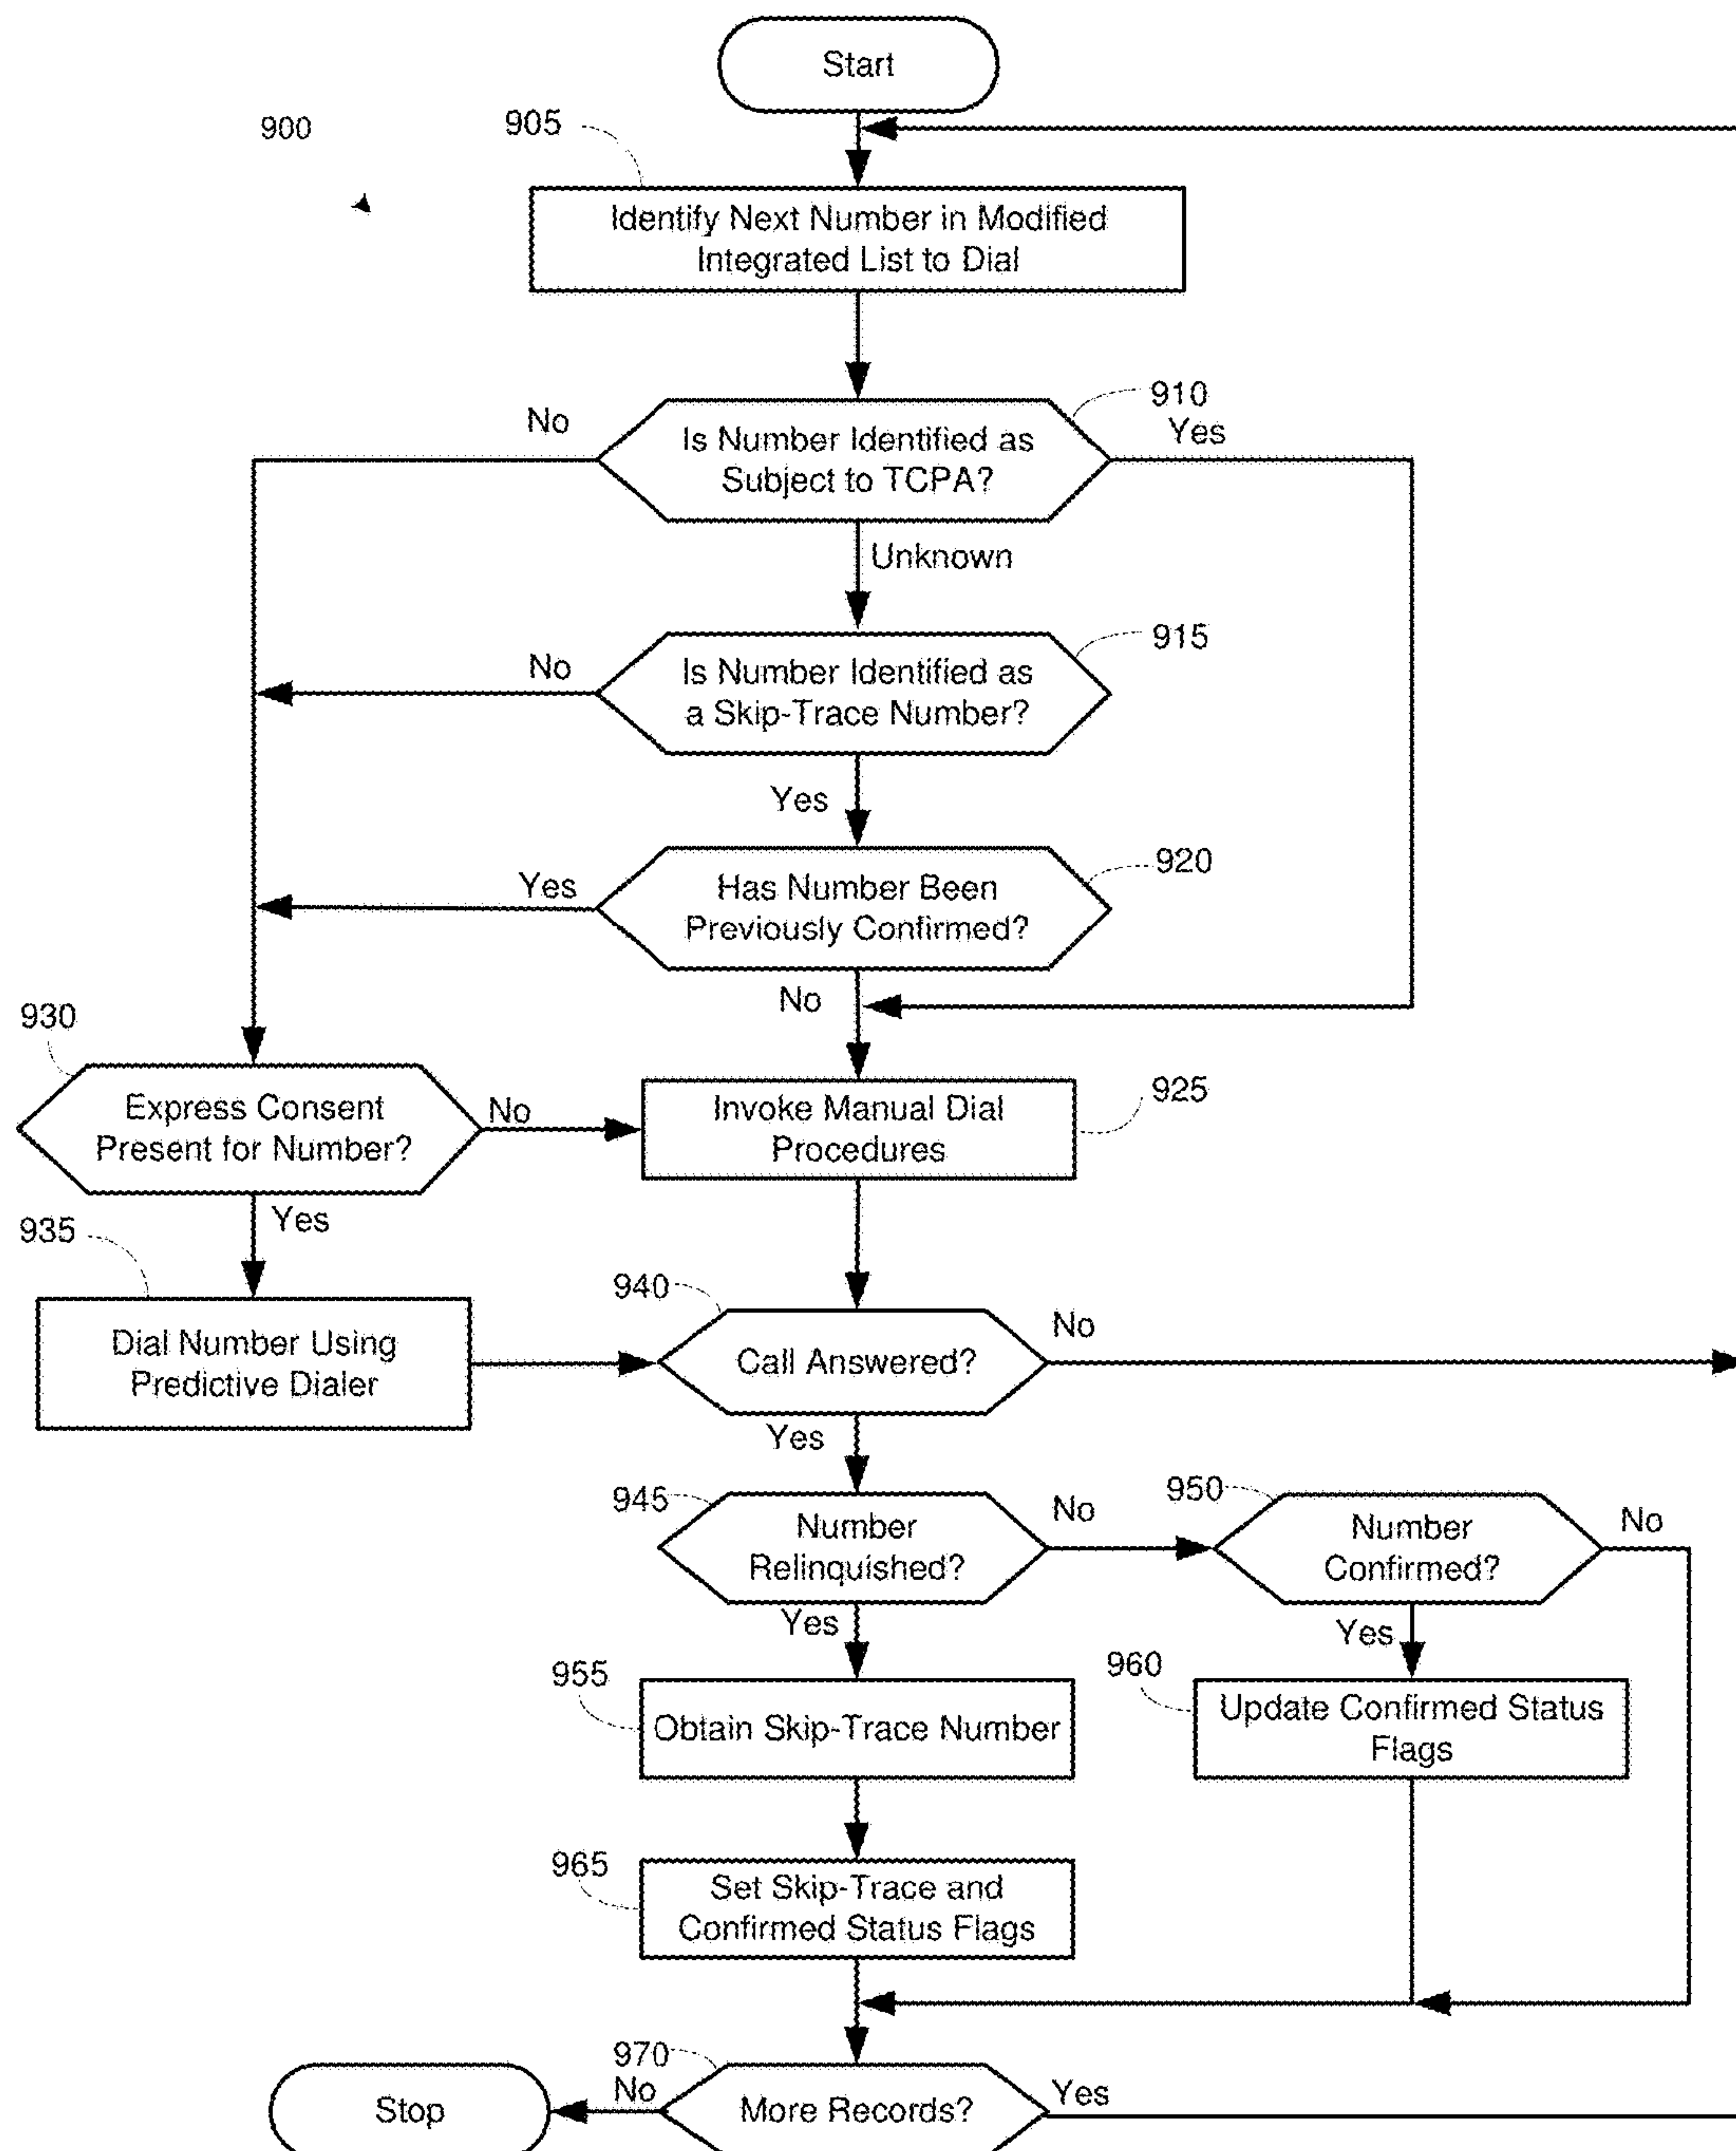 Start
900
905
Identify Next Number in Modified
Integrated List to Dial
910
No
Yes
Is Number Identified as
Subject to TCPA?
Unknown
915
No
Is Number Identified as
a Skip-Trace Number?
Yes
920
Yes
Has Number Been
Previously Confirmed?
No
930
Express Consent
Present for Number?
No
925
Invoke Manual Dial
Procedures
Yes
935
Dial Number Using
Predictive Dialer
940
Call Answered?
No
Yes
945
Number
Relinquished?
No
950
Number
Confirmed?
No
Yes
Yes
955
Obtain Skip-Trace Number
960
Update Confirmed Status
Flags
965
Set Skip-Trace and
Confirmed Status Flags
970
Stop
No
More Records?
Yes